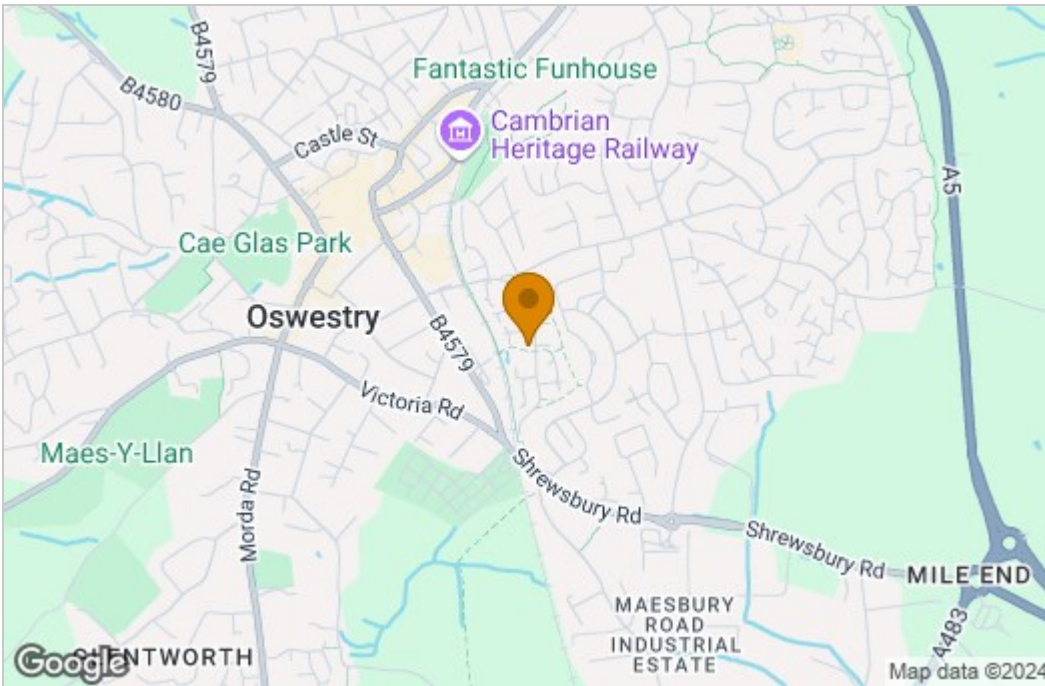 B4579
B4580
Fantastic Funhouse
Castle St
Cambrian
Heritage Railway
A5
Cae Glas Park
Oswestry
B4579
Victoria Rd
Maes-Y-Llan
Morda Rd
Shrewsbury Rd
Shrewsbury Rd
MILE END
MAESBURY
ROAD
INDUSTRIAL
ESTATE
A483
Google
Map data ©2024